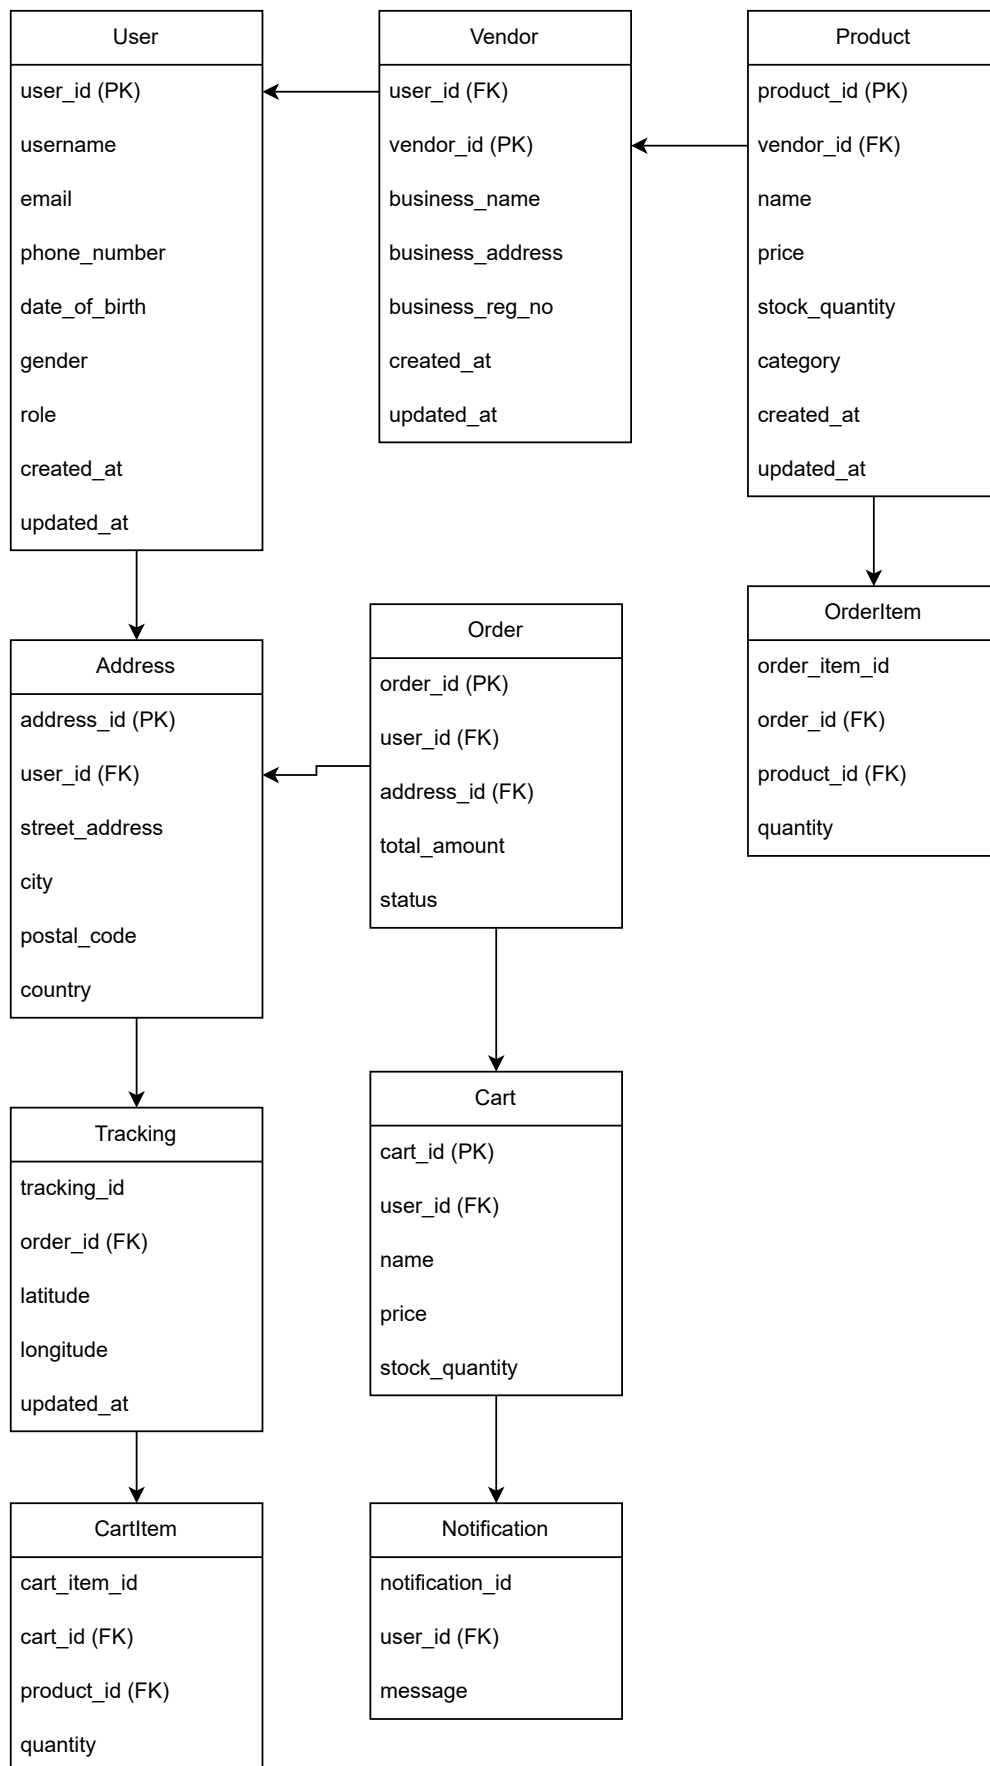 User
user_id (PK)
username
email
phone_number
date_of_birth
gender
role
created_at
updated_at
Vendor
user_id (FK)
vendor_id (PK)
business_name
business_address
business_reg_no
created_at
updated_at
Product
product_id (PK)
vendor_id (FK)
name
price
stock_quantity
category
created_at
updated_at
Address
address_id (PK)
user_id (FK)
street_address
city
postal_code
country
Order
order_id (PK)
user_id (FK)
address_id (FK)
total_amount
status
OrderItem
order_item_id
order_id (FK)
product_id (FK)
quantity
Tracking
tracking_id
order_id (FK)
latitude
longitude
updated_at
Cart
cart_id (PK)
user_id (FK)
name
price
stock_quantity
CartItem
cart_item_id
cart_id (FK)
product_id (FK)
quantity
Notification
notification_id
user_id (FK)
message